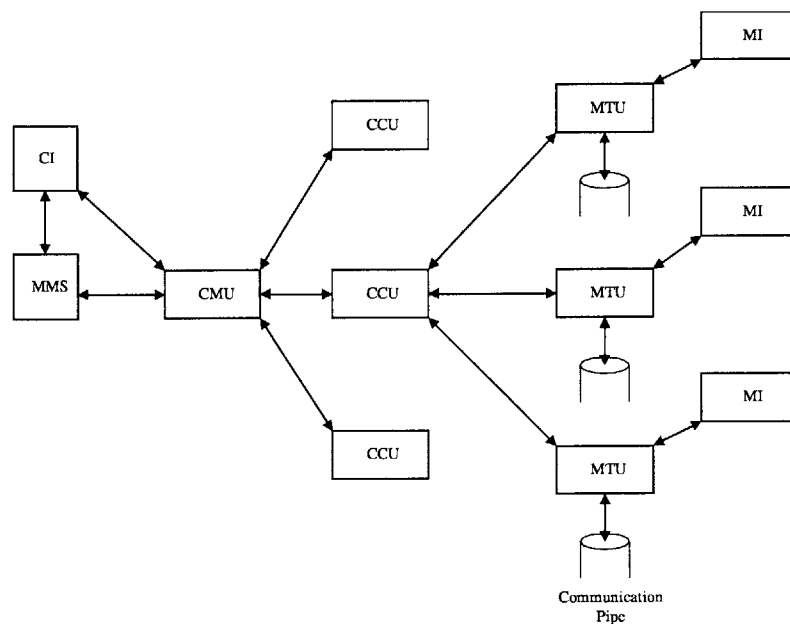 MI
MTU
CCU
CI
MI
MMS
CMU
CCU
MTU
MI
CCU
MTU
Communication
Pipe